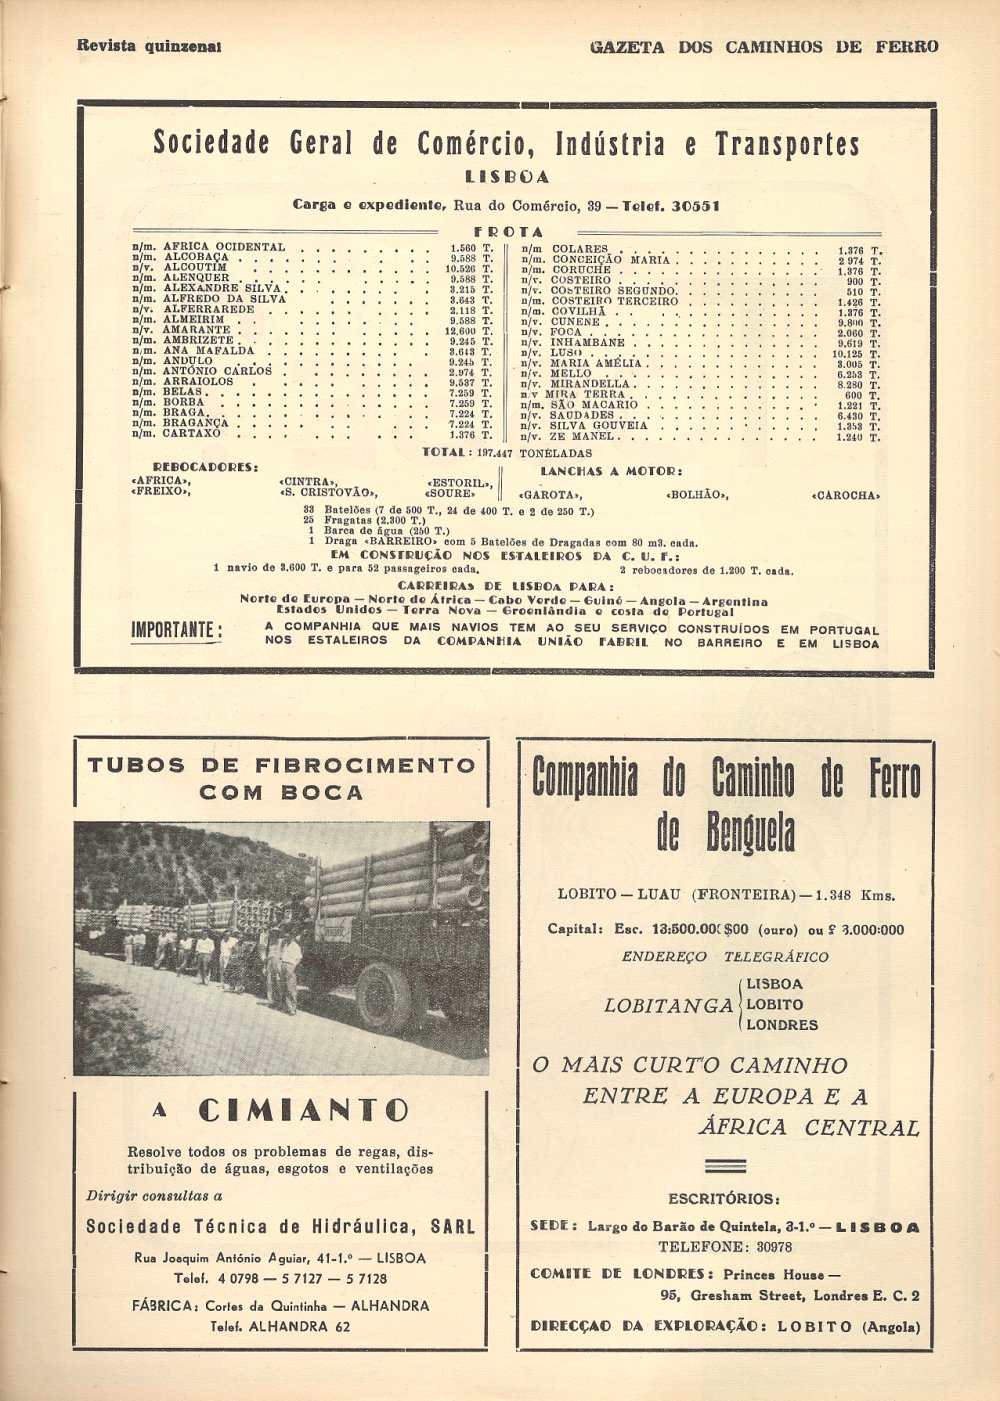 Revista quinzenal
GAZETA DOS CAMINHOS DE FERRO
Sociedade Geral de Comércio, Indústria e Transportes
LISBOA
Carga e expediente, Rua do Comércio, 39 — Telef. 30551
FROTA
n/m. AFRICA OCIDENTAL . . . . . . . . 1.560 T.
n/m. ALCOBAÇA . . . . . . . . 9.588 T.
n/v. ALCOUTIM . . . . . . . . 10.526 T.
n/m. ALENQUER . . . . . . . . 9.588 T.
n/m. ALEXANDRE SILVA . . . . . . . . 3.215 T.
n/m. ALFREDO DA SILVA . . . . . . . . 3.643 T.
n/v. ALFERRAREDE . . . . . . . . 2.118 T.
n/m. ALMEIRIM . . . . . . . . 9.588 T.
n/v. AMARANTE . . . . . . . . 12.600 T.
n/m. AMBRIZETE . . . . . . . . 9.245 T.
n/m. ANA MAFALDA . . . . . . . . 3.643 T.
n/m. ANDULO . . . . . . . . 9.245 T.
n/m. ANTÓNIO CARLOS . . . . . . . . 2.974 T.
n/m. ARRAIOLOS . . . . . . . . 9.537 T.
n/m. BELAS . . . . . . . . 7.259 T.
n/m. BORBA . . . . . . . . 7.259 T.
n/m. BRAGA . . . . . . . . 7.224 T.
n/m. BRAGANÇA . . . . . . . . 7.224 T.
n/m. CARTAXO . . . . . . . . 1.376 T.
n/m COLARES . . . . . . . . 1.376 T.
n/m. CONCEIÇÃO MARIA . . . . . . . . 2 974 T.
n/m. CORUCHE . . . . . . . . 1.376 T.
n/v. COSTEIRO . . . . . . . . 900 T.
n/v. COSTEIRO SEGUNDO . . . . . . . . 510 T.
n/m. COSTEIRO TERCEIRO . . . . . . . . 1.426 T.
n/m. COVILHÃ . . . . . . . . 1.376 T.
n/v. CUNENE . . . . . . . . 9.800 T.
n/v. FOCA . . . . . . . . 2.060 T.
n/v. INHAMBANE . . . . . . . . 9.619 T.
n/v. LUSO . . . . . . . . 10.125 T.
n/v. MARIA AMÉLIA . . . . . . . . 3.005 T.
n/v. MELLO . . . . . . . . 6.253 T.
n/v. MIRANDELLA . . . . . . . . 8.280 T.
n/v MIRA TERRA . . . . . . . . 600 T.
n/m. SÃO MACARIO . . . . . . . . 1.221 T.
n/v. SAUDADES . . . . . . . . 6.430 T.
n/v. SILVA GOUVEIA . . . . . . . . 1.353 T.
n/v. ZE MANEL . . . . . . . . 1.240 T.
TOTAL: 197.447 TONELADAS
REBOCADORES:
«AFRICA», «CINTRA», «ESTORIL»,
«FREIXO», «S. CRISTOVÃO», «SOURE»
LANCHAS A MOTOR:
«GAROTA», «BOLHÃO», «CAROCHA»
33 Batelões (7 de 500 T., 24 de 400 T. e 2 de 250 T.)
25 Fragatas (2.300 T.)
1 Barca de água (250 T.)
1 Draga «BARREIRO» com 5 Batelões de Dragadas com 80 m3. cada.
EM CONSTRUÇÃO NOS ESTALEIROS DA C. U. F.:
1 navio de 3.600 T. e para 52 passageiros cada. 2 rebocadores de 1.200 T. cada.
CARREIRAS DE LISBOA PARA:
Norte de Europa — Norte de África — Cabo Verde — Guiné — Angola — Argentina
Estados Unidos — Terra Nova — Groenlândia e costa de Portugal
IMPORTANTE: A COMPANHIA QUE MAIS NAVIOS TEM AO SEU SERVIÇO CONSTRUÍDOS EM PORTUGAL
NOS ESTALEIROS DA COMPANHIA UNIÃO FABRIL NO BARREIRO E EM LISBOA
TUBOS DE FIBROCIMENTO
COM BOCA
A CIMIANTO
Resolve todos os problemas de regas, dis-
tribuição de águas, esgotos e ventilações
Dirigir consultas a
Sociedade Técnica de Hidráulica, SARL
Rua Joaquim António Aguiar, 41-1.º — LISBOA
Telef. 4 0798 — 5 7127 — 5 7128
FÁBRICA: Cortes da Quintinha — ALHANDRA
Telef. ALHANDRA 62
Companhia do Caminho de Ferro
de Benguela
LOBITO — LUAU (FRONTEIRA) — 1.348 Kms.
Capital: Esc. 13:500.000$00 (ouro) ou £ 3.000:000
ENDEREÇO TELEGRÁFICO
LOBITANGA
LISBOA
LOBITO
LONDRES
O MAIS CURTO CAMINHO
ENTRE A EUROPA E A
ÁFRICA CENTRAL
ESCRITÓRIOS:
SEDE: Largo do Barão de Quintela, 3-1.º — LISBOA
TELEFONE: 30978
COMITE DE LONDRES: Princes House —
95, Gresham Street, Londres E. C. 2
DIRECÇAO DA EXPLORAÇÃO: LOBITO (Angola)